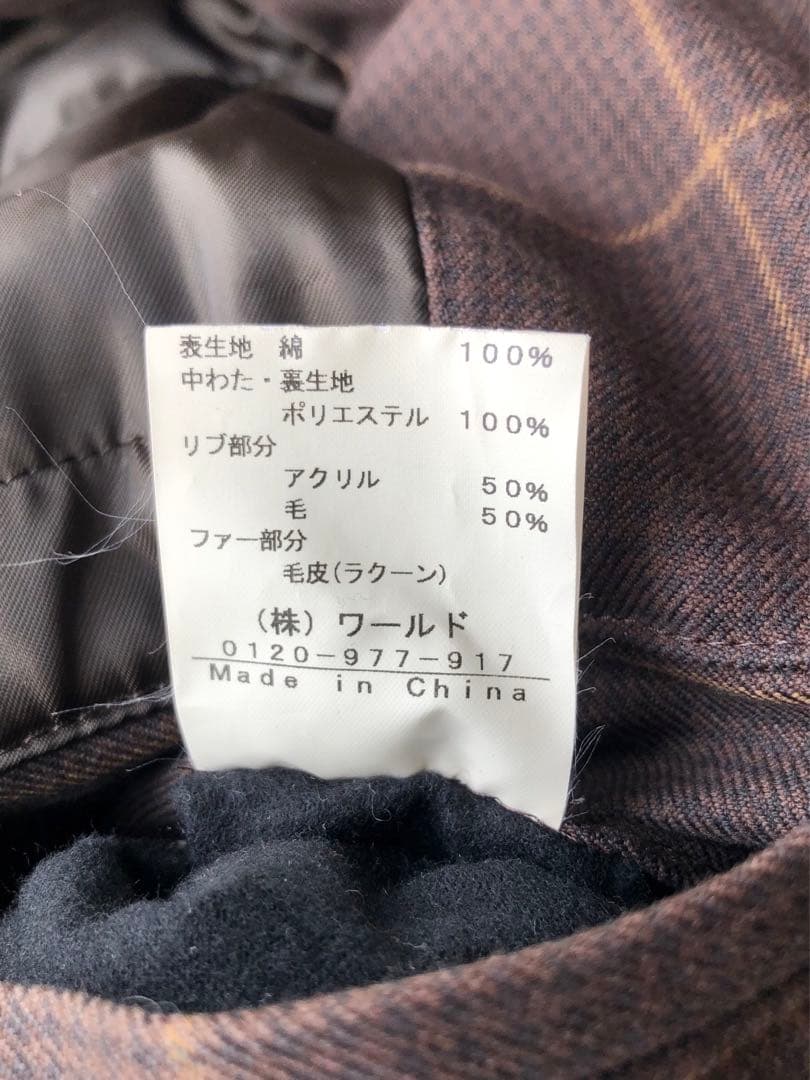 表生地 綿 100%
中わた・裏生地
ポリエステル 100%
リブ部分
アクリル 50%
毛 50%
ファー部分
毛皮(ラクーン)
(株)ワールド
0120-977-917
Made in China